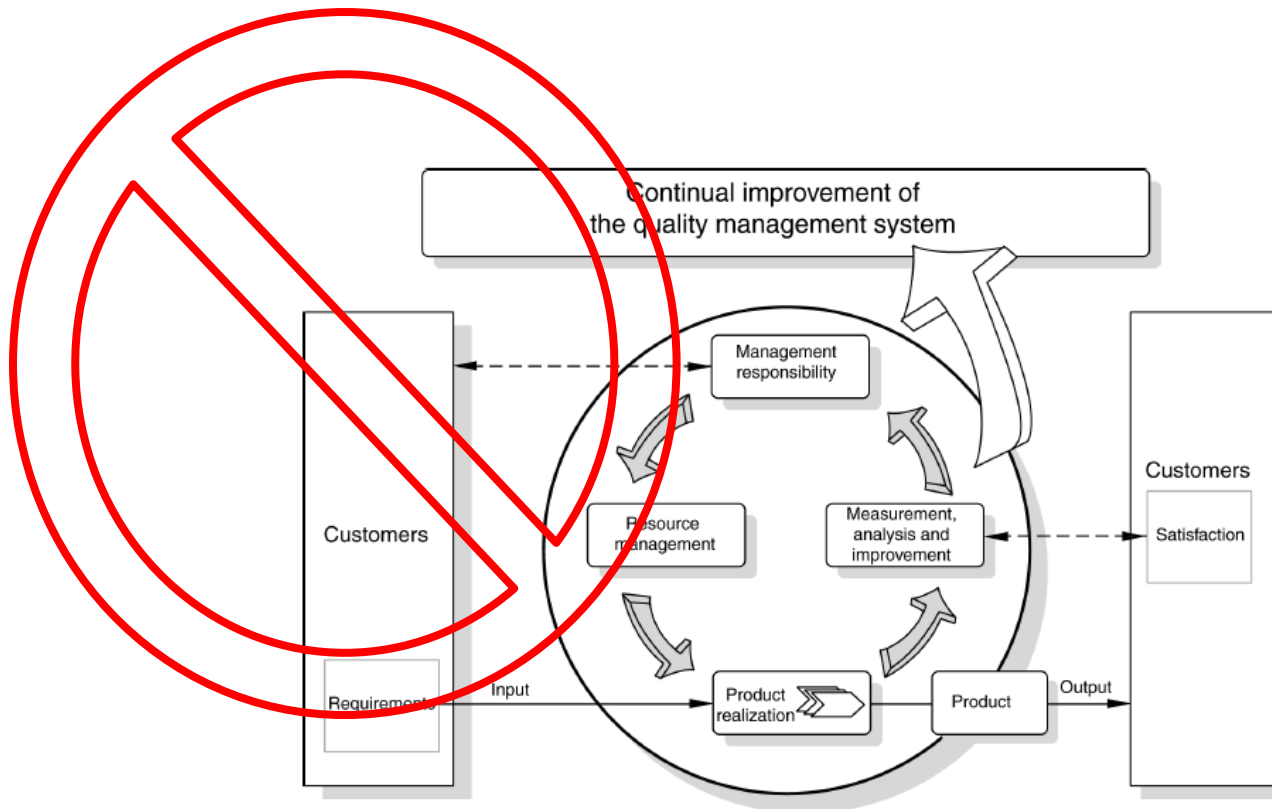 Continual improvement of
the quality management system
Management
responsibility
Customers
Resource
management
Measurement,
analysis and
improvement
Customers
Satisfaction
Requirements
Input
Product
realization
Product
Output